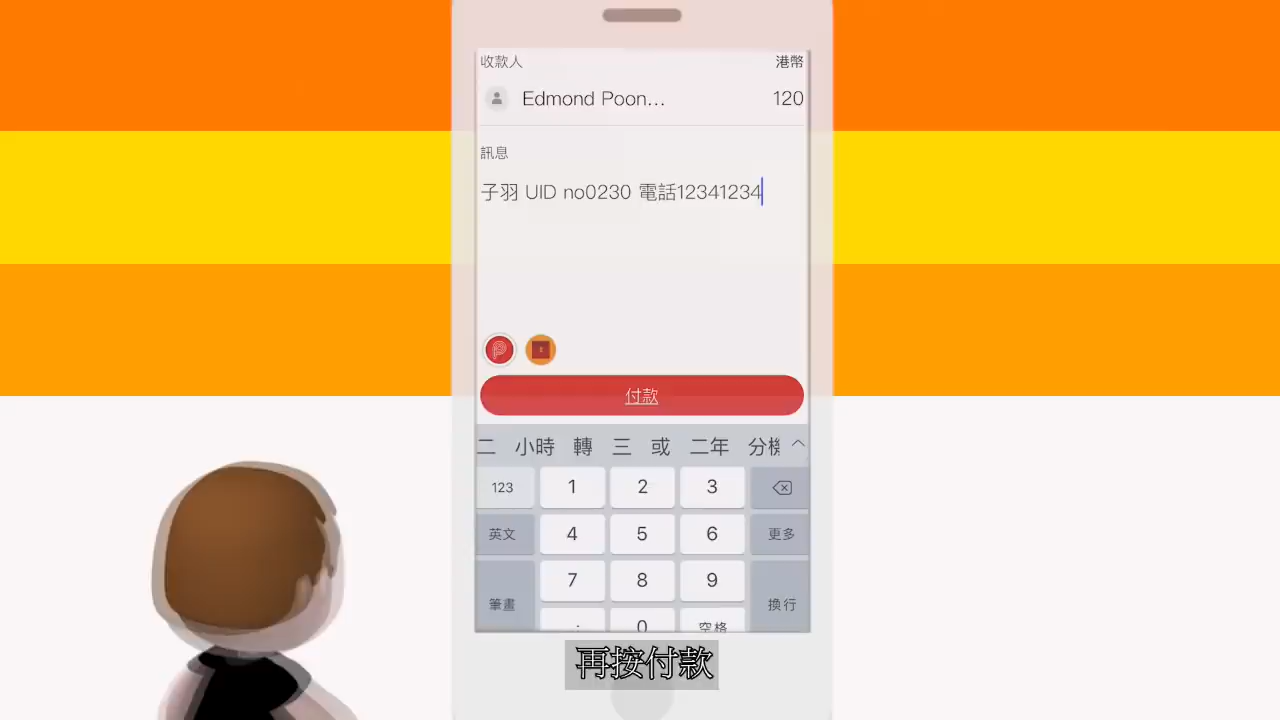 收款人 港幣
Edmond Poon... 120
訊息
子羽 UID no0230 電話12341234
付款
二 小時 轉 三 或 二年 分機
123 1 2 3
英文 4 5 6 更多
7 8 9
筆畫 換行
. 0 空格
再按付款